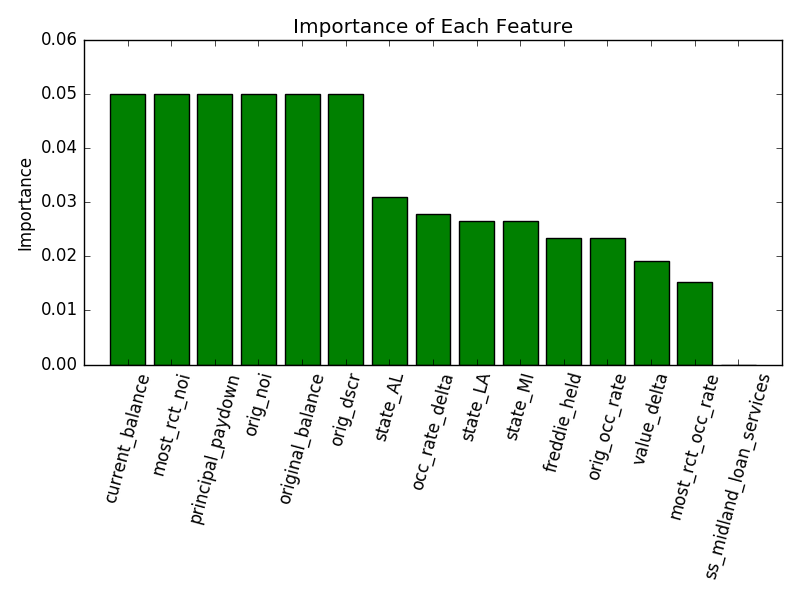 Importance of Each Feature
0.06
0.05
0.04
0.03
0.02
0.01
0.00
Importance
current_balance
most_rct_noi
principal_paydown
orig_noi
original_balance
orig_dscr
state_AL
occ_rate_delta
state_LA
state_MI
freddie_held
orig_occ_rate
value_delta
most_rct_occ_rate
ss_midland_loan_services